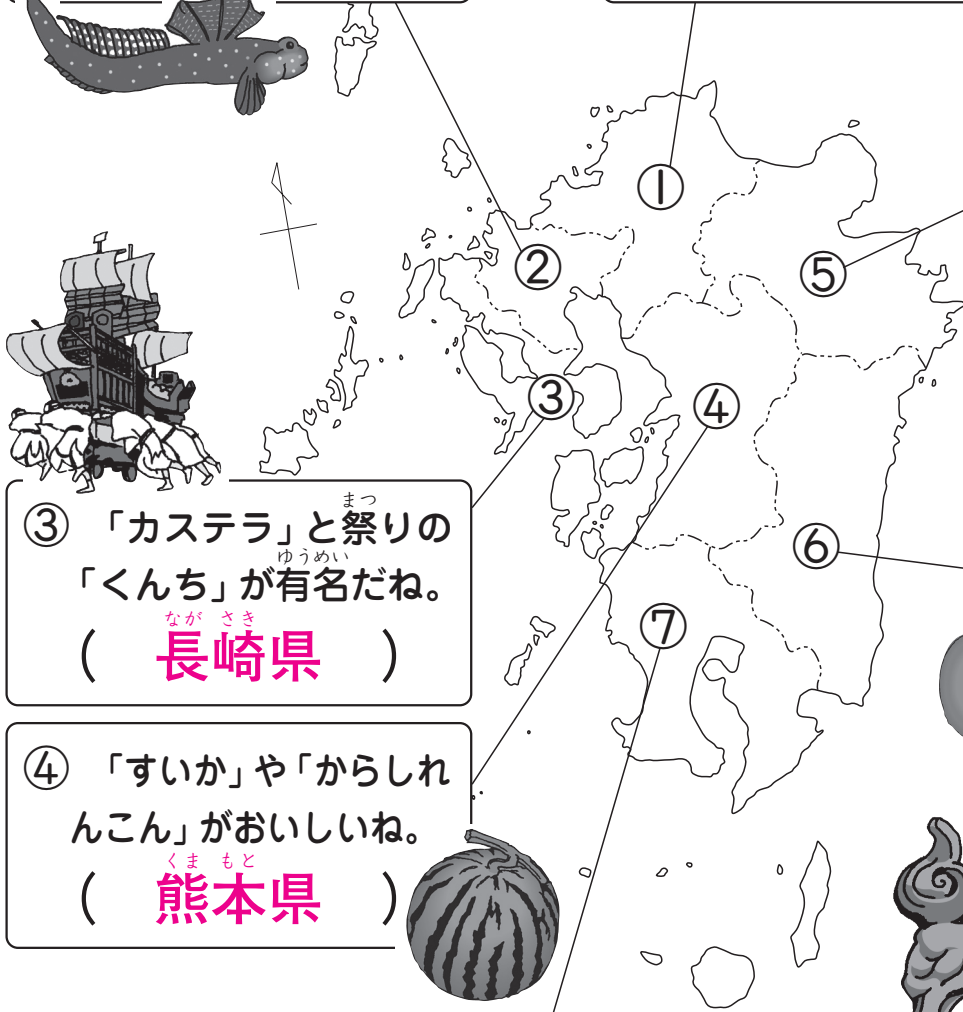 ①
②
⑤
③
④
⑥
⑦
③ 「カステラ」と祭りの
まつ
「くんち」が有名だね。
ゆうめい
( 長崎県 )
なが さき
④ 「すいか」や「からしれ
んこん」がおいしいね。
( 熊本県 )
くま もと